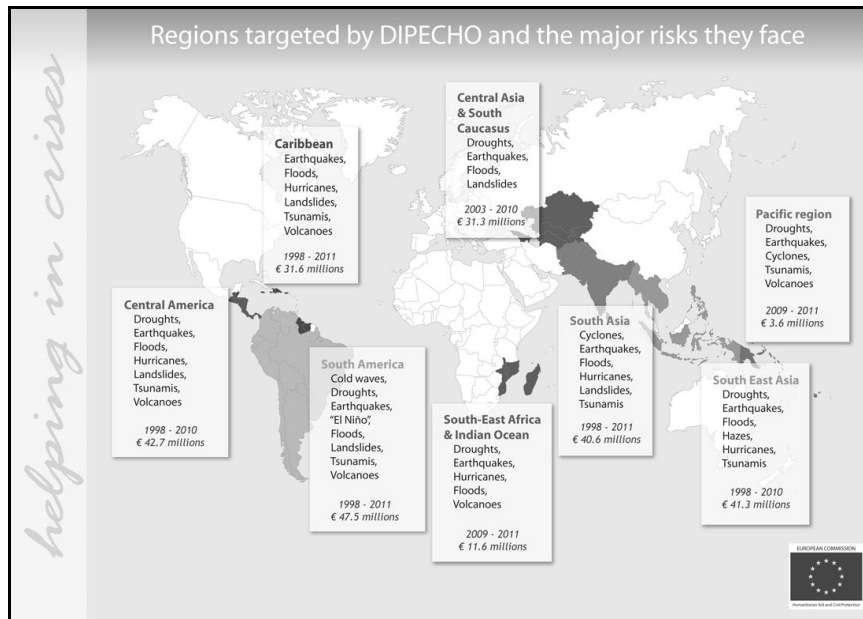 Regions targeted by DIPECHO and the major risks they face
helping in crises
Central Asia
& South
Caucasus
Droughts,
Earthquakes,
Floods,
Landslides
2003 - 2010
€ 31.3 millions
Caribbean
Earthquakes,
Floods,
Hurricanes,
Landslides,
Tsunamis,
Volcanoes
1998 - 2011
€ 31.6 millions
Pacific region
Droughts,
Earthquakes,
Cyclones,
Tsunamis,
Volcanoes
2009 - 2011
€ 3.6 millions
Central America
Droughts,
Earthquakes,
Floods,
Hurricanes,
Landslides,
Tsunamis,
Volcanoes
1998 - 2010
€ 42.7 millions
South America
Cold waves,
Droughts,
Earthquakes,
“El Niño”,
Floods,
Landslides,
Tsunamis,
Volcanoes
1998 - 2011
€ 47.5 millions
South-East Africa
& Indian Ocean
Droughts,
Earthquakes,
Hurricanes,
Floods,
Volcanoes
2009 - 2011
€ 11.6 millions
South Asia
Cyclones,
Earthquakes,
Floods,
Hurricanes,
Landslides,
Tsunamis
1998 - 2011
€ 40.6 millions
South East Asia
Droughts,
Earthquakes,
Floods,
Hazes,
Hurricanes,
Tsunamis
1998 - 2010
€ 41.3 millions
EUROPEAN COMMISSION
Humanitarian Aid and Civil Protection